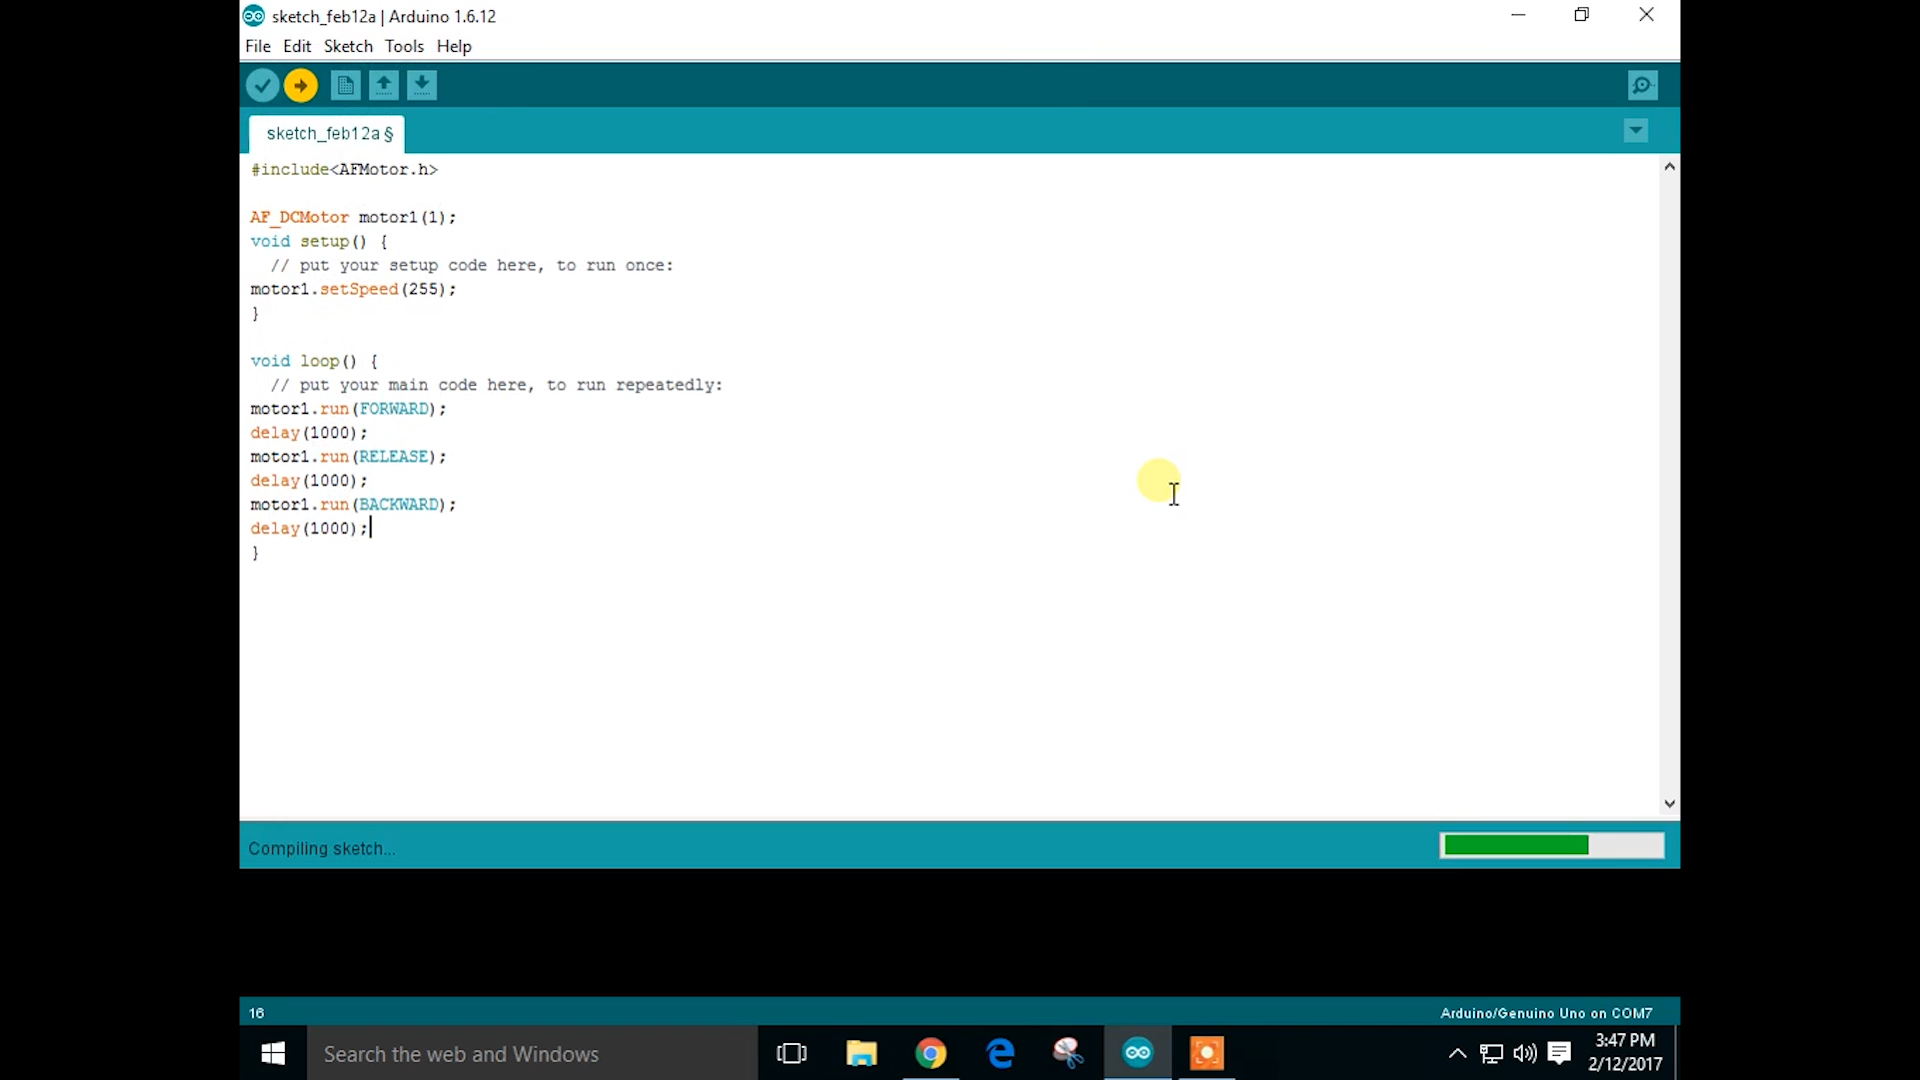 sketch_feb12a | Arduino 1.6.12
File Edit Sketch Tools Help
sketch_feb12a §
#include<AFMotor.h>
AF_DCMotor motor1(1);
void setup() {
// put your setup code here, to run once:
motor1.setSpeed(255);
}
void loop() {
// put your main code here, to run repeatedly:
motor1.run(FORWARD);
delay(1000);
motor1.run(RELEASE);
delay(1000);
motor1.run(BACKWARD);
delay(1000);
}
Compiling sketch...
16
Arduino/Genuino Uno on COM7
Search the web and Windows
3:47 PM
2/12/2017